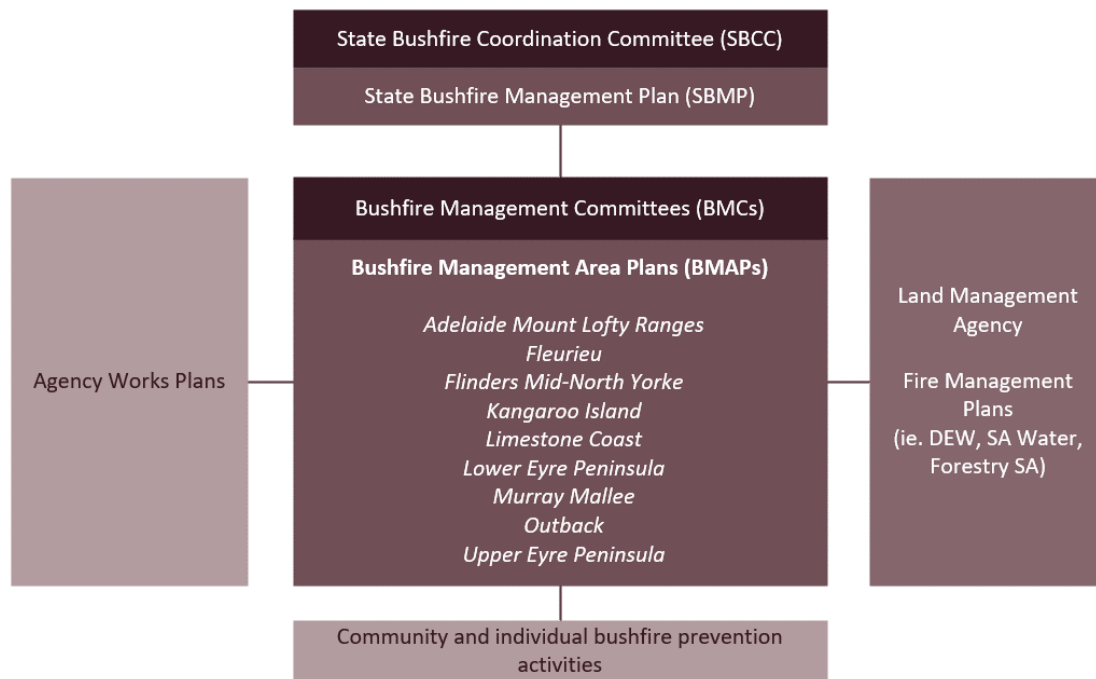 State Bushfire Coordination Committee (SBCC)
State Bushfire Management Plan (SBMP)
Bushfire Management Committees (BMCs)
Bushfire Management Area Plans (BMAPs)
Adelaide Mount Lofty Ranges
Fleurieu
Flinders Mid-North Yorke
Kangaroo Island
Limestone Coast
Lower Eyre Peninsula
Murray Mallee
Outback
Upper Eyre Peninsula
Agency Works Plans
Land Management
Agency
Fire Management
Plans
(ie. DEW, SA Water,
Forestry SA)
Community and individual bushfire prevention
activities